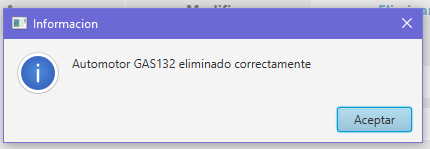 Informacion
Automotor GAS132 eliminado correctamente
Aceptar